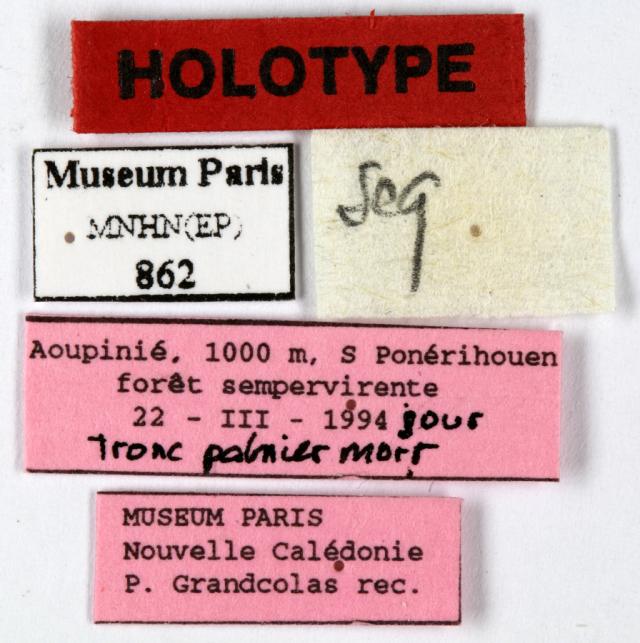 HOLOTYPE
Museum Paris
MNHN(EP)
862
seq
Aoupinié, 1000 m, S Ponérihouen
forêt sempervirente
22 - III - 1994 jour
Tronc palmier mort
MUSEUM PARIS
Nouvelle Calédonie
P. Grandcolas rec.